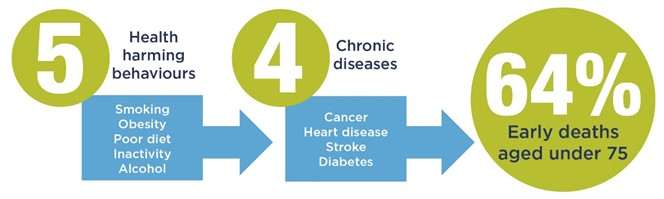 5
Health
harming
behaviours
Smoking
Obesity
Poor diet
Inactivity
Alcohol
4
Chronic
diseases
Cancer
Heart disease
Stroke
Diabetes
64%
Early deaths
aged under 75